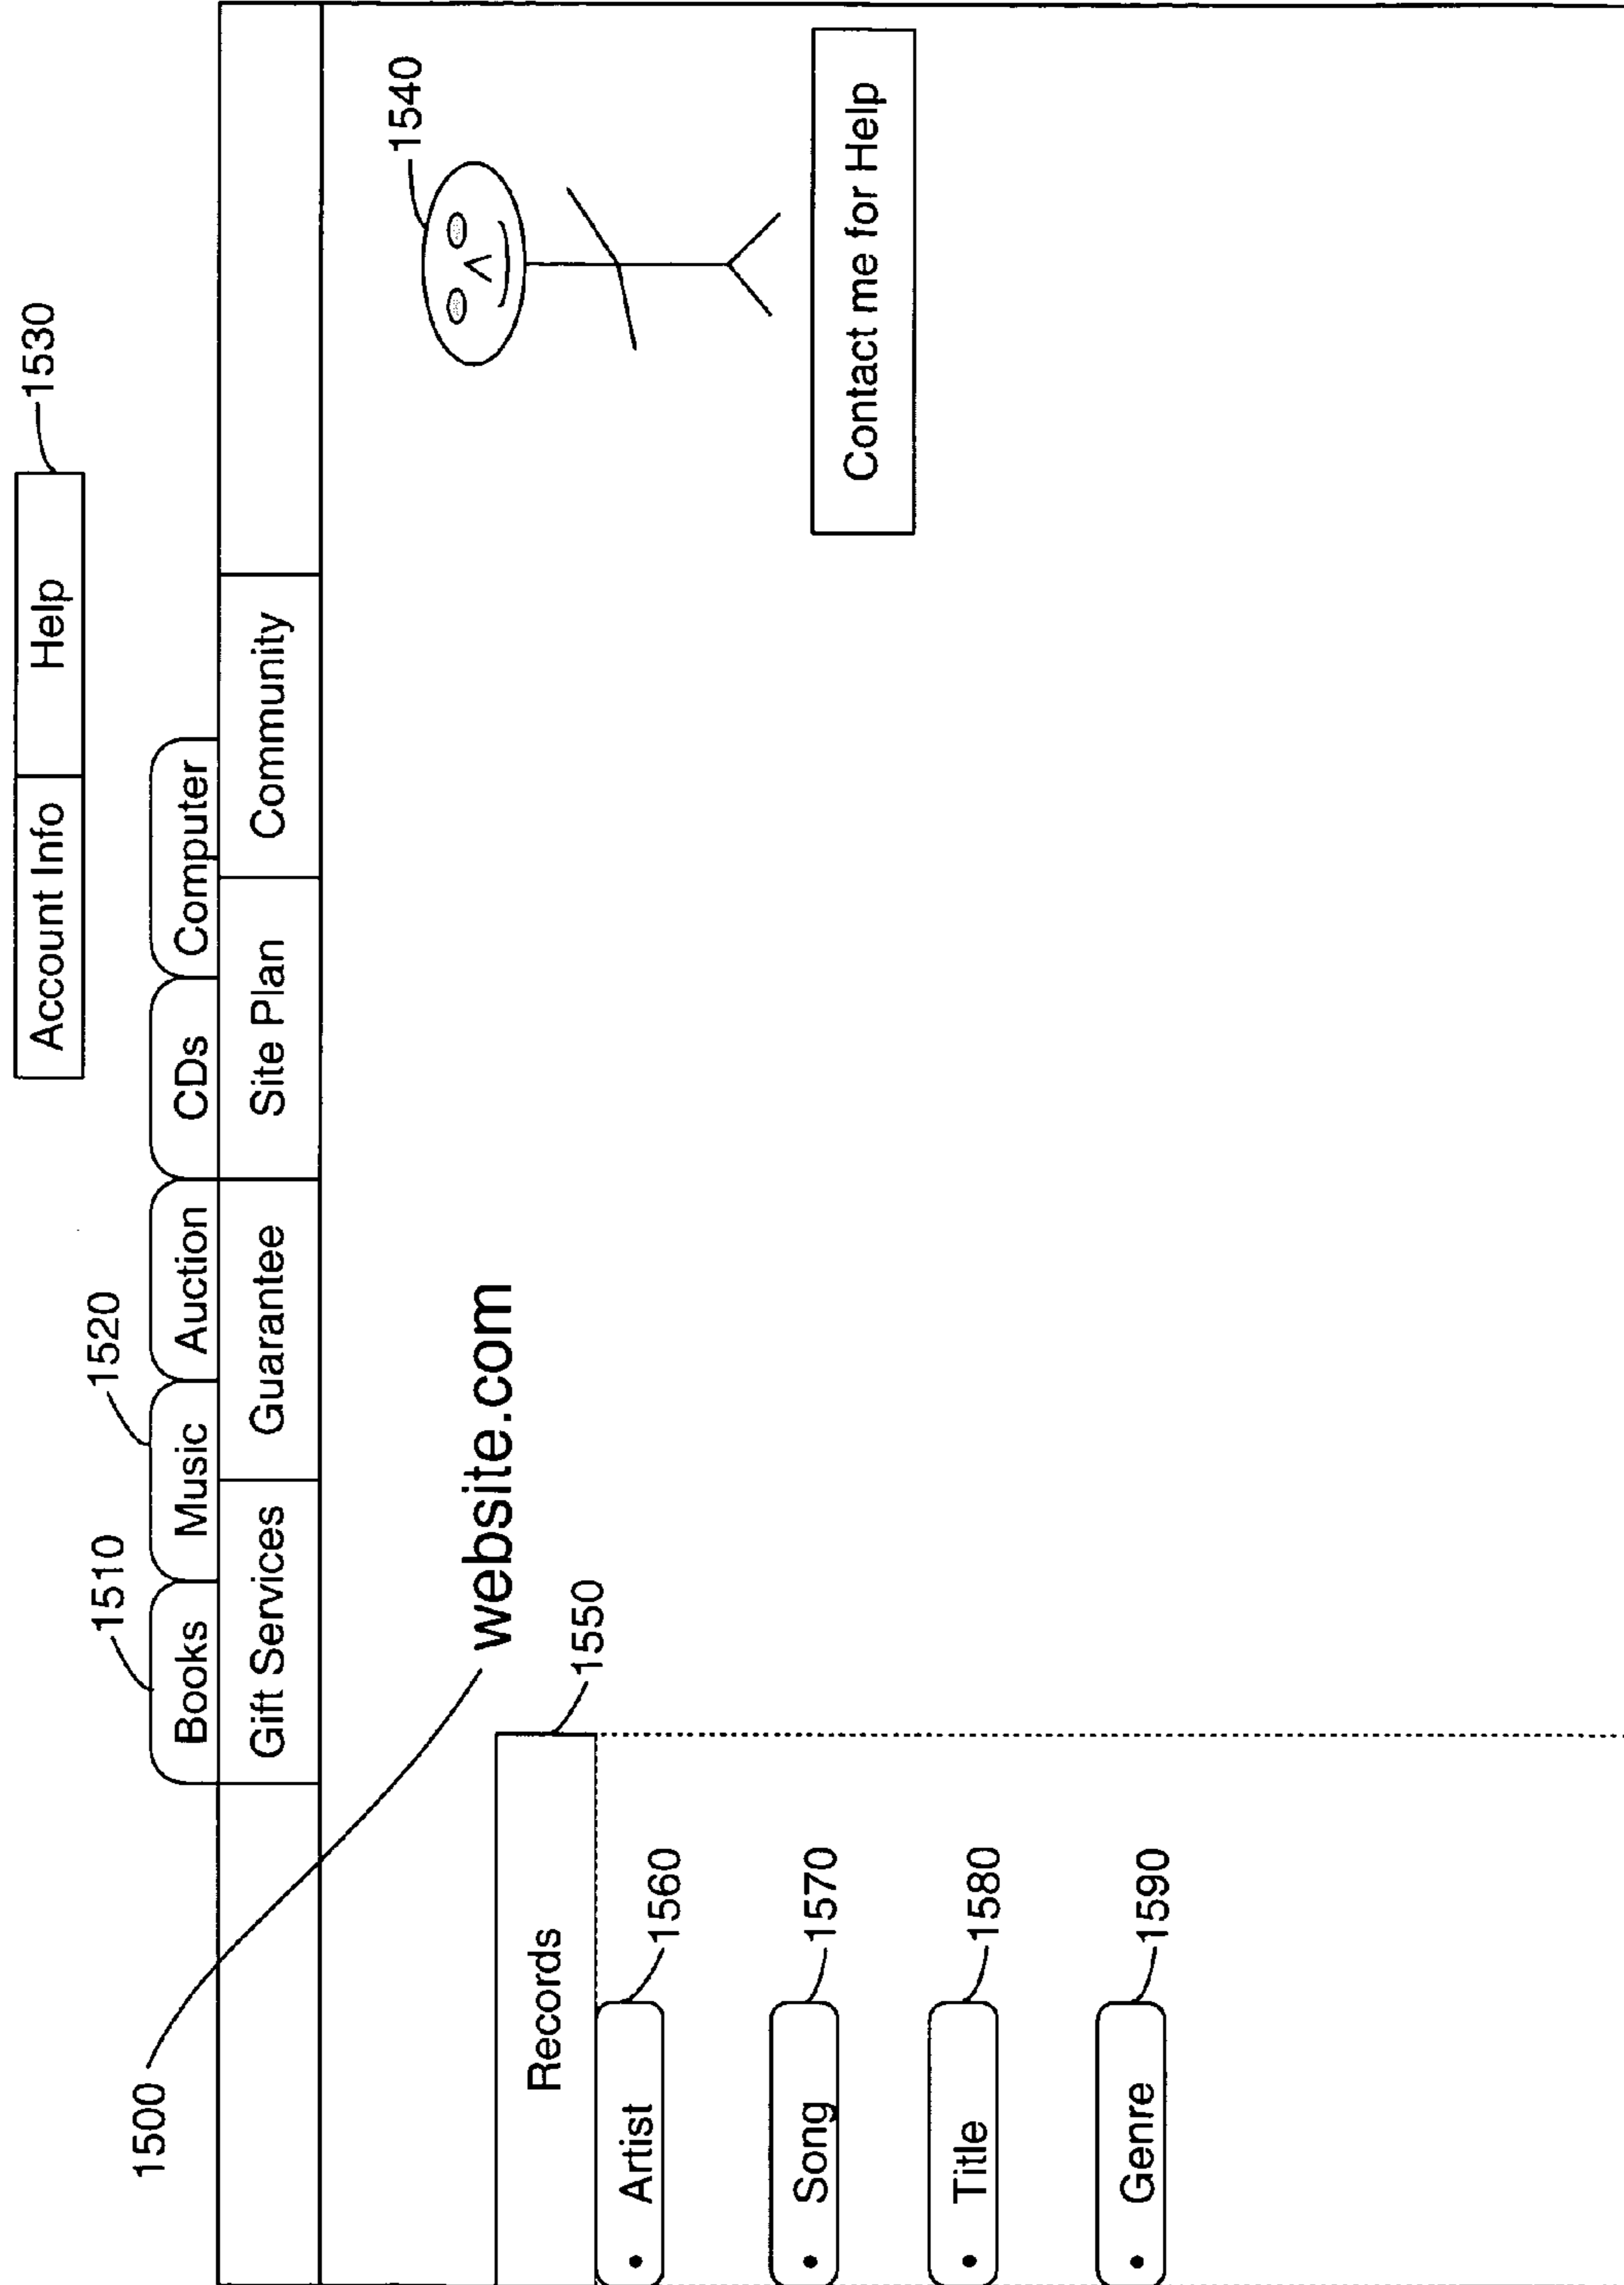 Account Info Help 1530
1510 1520
Books Music Auction CDs Computer
1500
Gift Services Guarantee Site Plan Community
1540
website.com
Records 1550
Artist 1560
Contact me for Help
Song 1570
Title 1580
Genre 1590